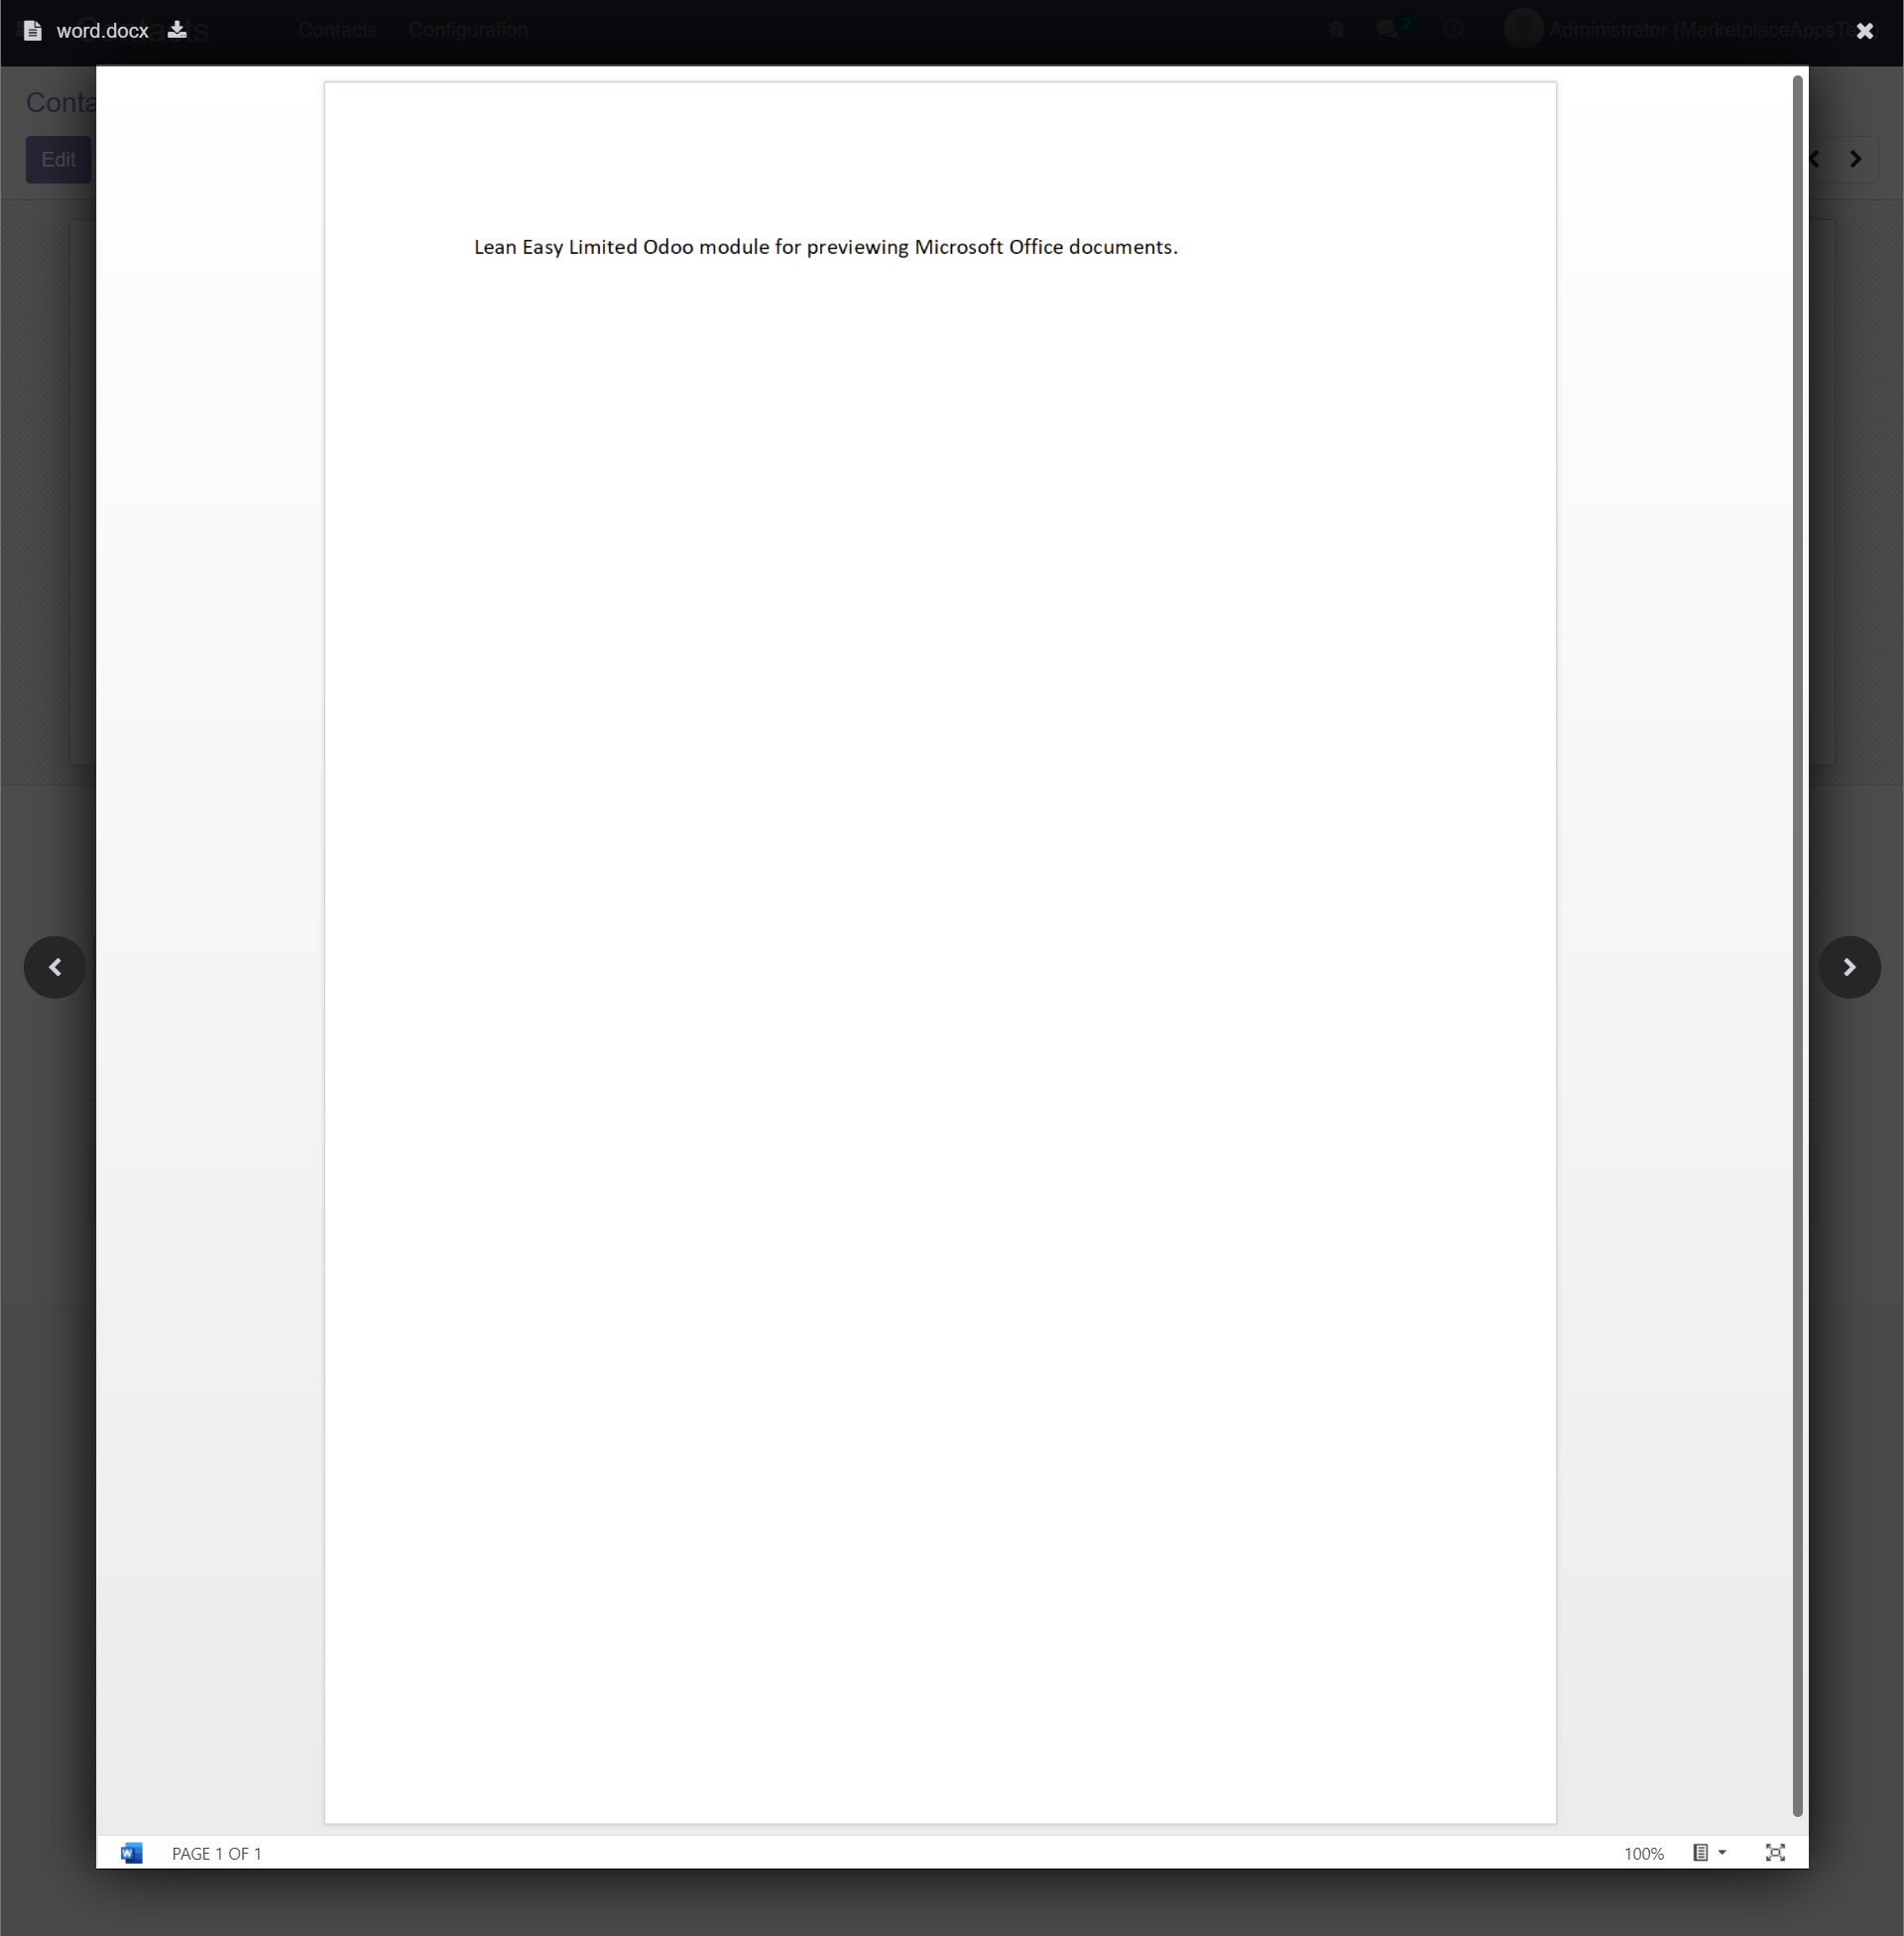 word.docx
Contacts Configuration
2
Administrator (MarketplaceAppsTe
Conta
Edit
Lean Easy Limited Odoo module for previewing Microsoft Office documents.
PAGE 1 OF 1
100%